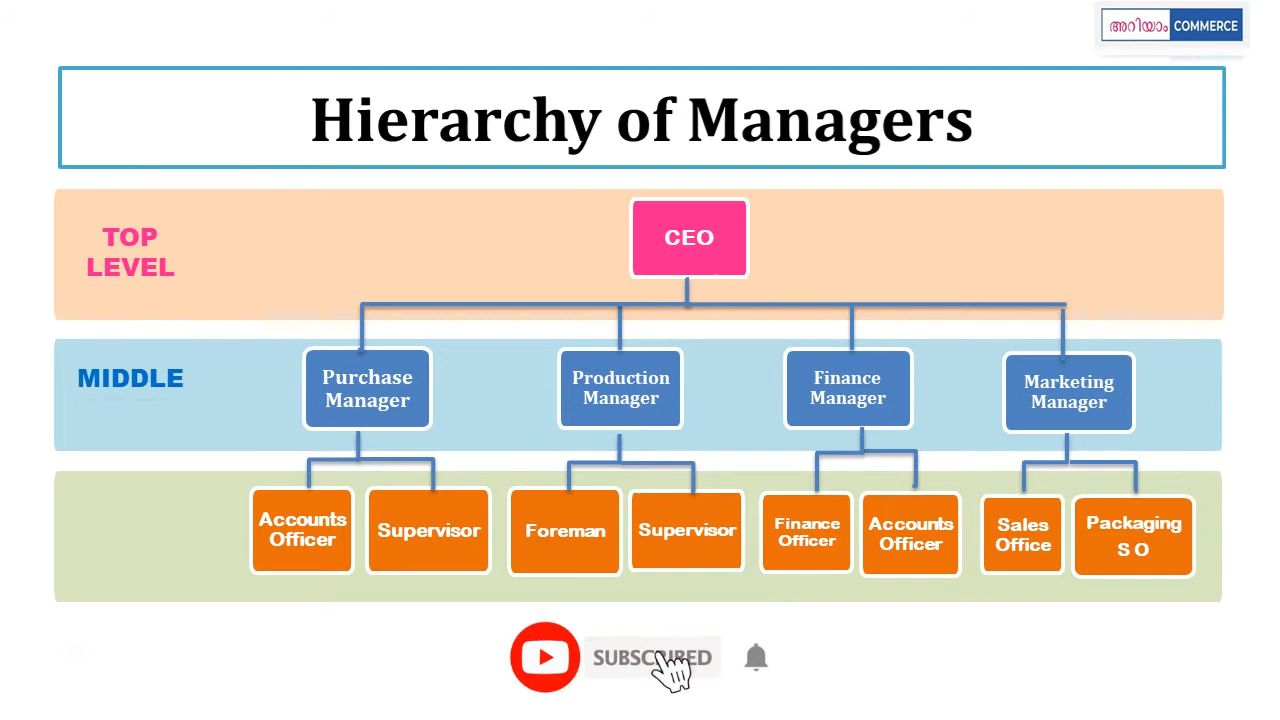 അറിയാം COMMERCE
Hierarchy of Managers
TOP
LEVEL
CEO
MIDDLE
Purchase
Manager
Production
Manager
Finance
Manager
Marketing
Manager
Accounts
Officer
Supervisor
Foreman
Supervisor
Finance
Officer
Accounts
Officer
Sales
Office
Packaging
S O
SUBSCRIBED